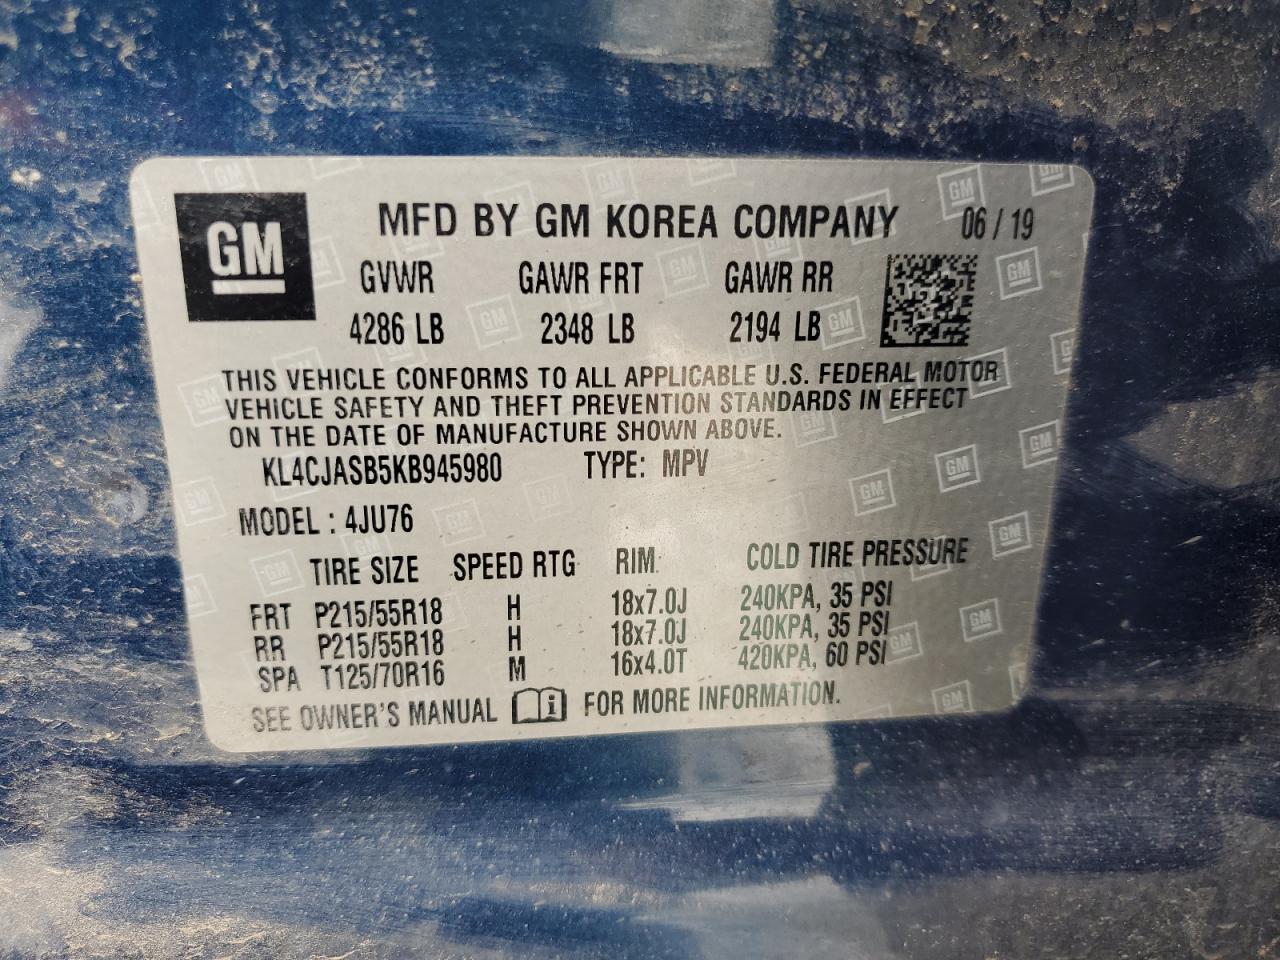 GM
MFD BY GM KOREA COMPANY 06 / 19
GVWR GAWR FRT GAWR RR
4286 LB 2348 LB 2194 LB
THIS VEHICLE CONFORMS TO ALL APPLICABLE U.S. FEDERAL MOTOR
VEHICLE SAFETY AND THEFT PREVENTION STANDARDS IN EFFECT
ON THE DATE OF MANUFACTURE SHOWN ABOVE.
KL4CJASB5KB945980 TYPE: MPV
MODEL : 4JU76
TIRE SIZE SPEED RTG RIM COLD TIRE PRESSURE
FRT P215/55R18 H 18x7.0J 240KPA, 35 PSI
RR P215/55R18 H 18x7.0J 240KPA, 35 PSI
SPA T125/70R16 M 16x4.0T 420KPA, 60 PSI
SEE OWNER'S MANUAL i FOR MORE INFORMATION.